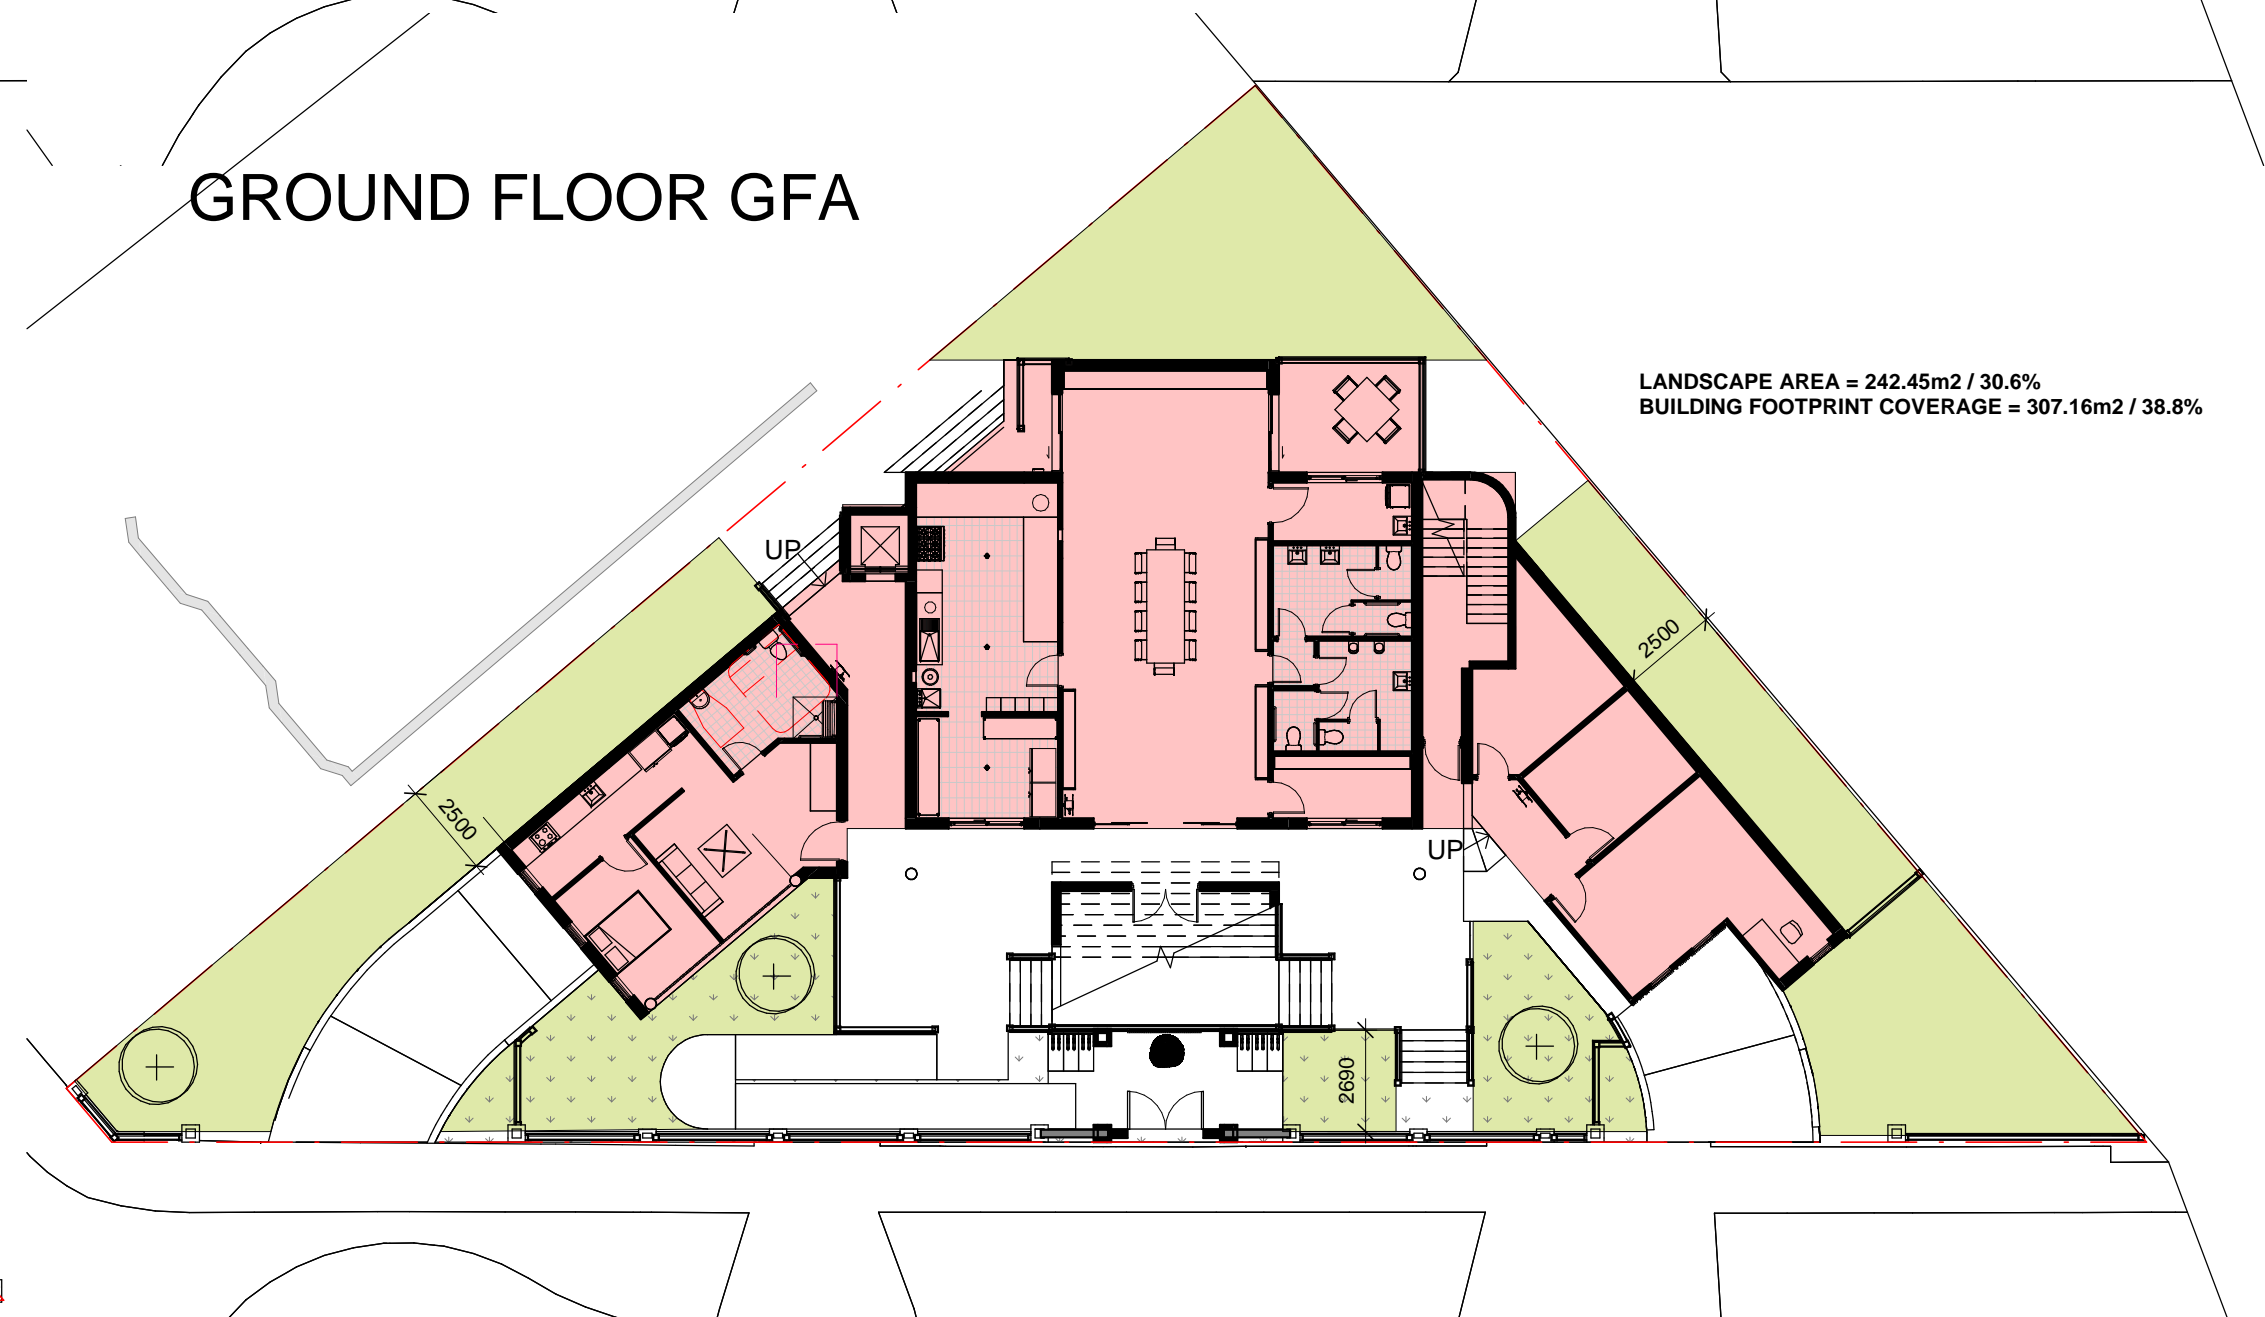 GROUND FLOOR GFA
LANDSCAPE AREA = 242.45m2 / 30.6%
BUILDING FOOTPRINT COVERAGE = 307.16m2 / 38.8%
UP
2500
2500
UP
2690